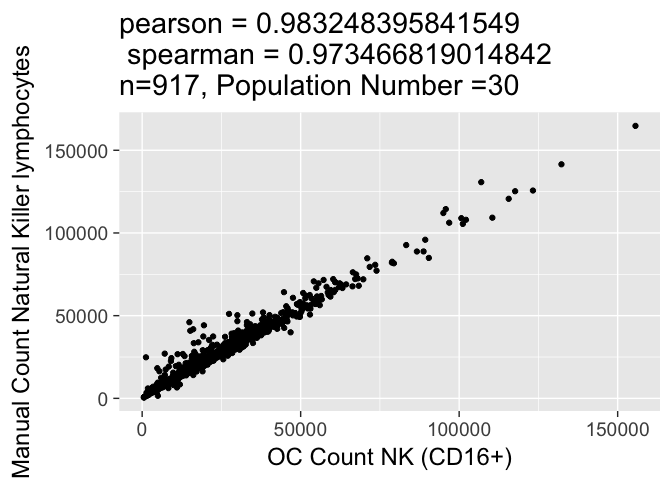 pearson = 0.983248395841549
spearman = 0.973466819014842
n=917, Population Number =30
Manual Count Natural Killer lymphocytes
150000
100000
50000
0
0 50000 100000 150000
OC Count NK (CD16+)